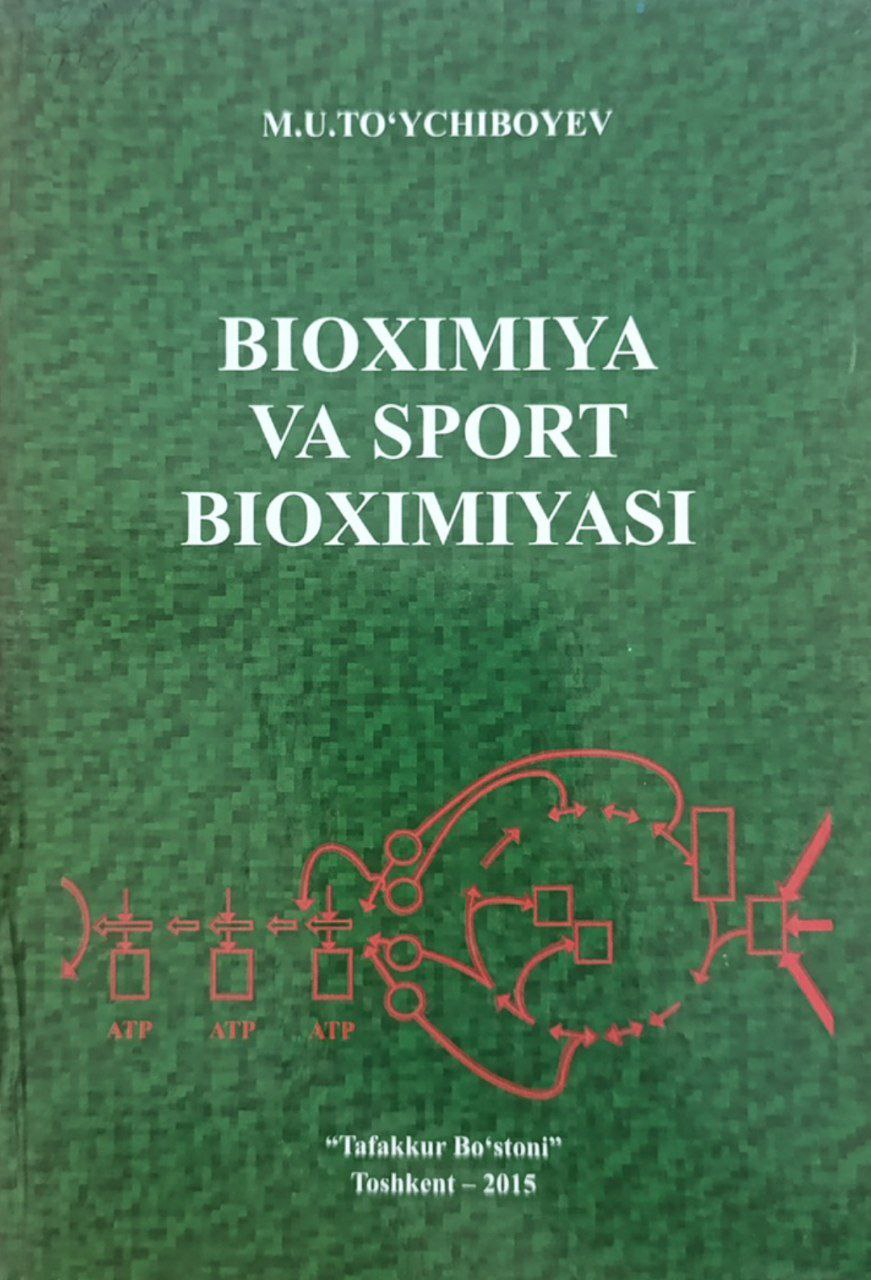 M.U.TO‘YCHIBOYEV
BIOXIMIYA
VA SPORT
BIOXIMIYASI
ATP ATP ATP
“Tafakkur Bo‘stoni”
Toshkent – 2015